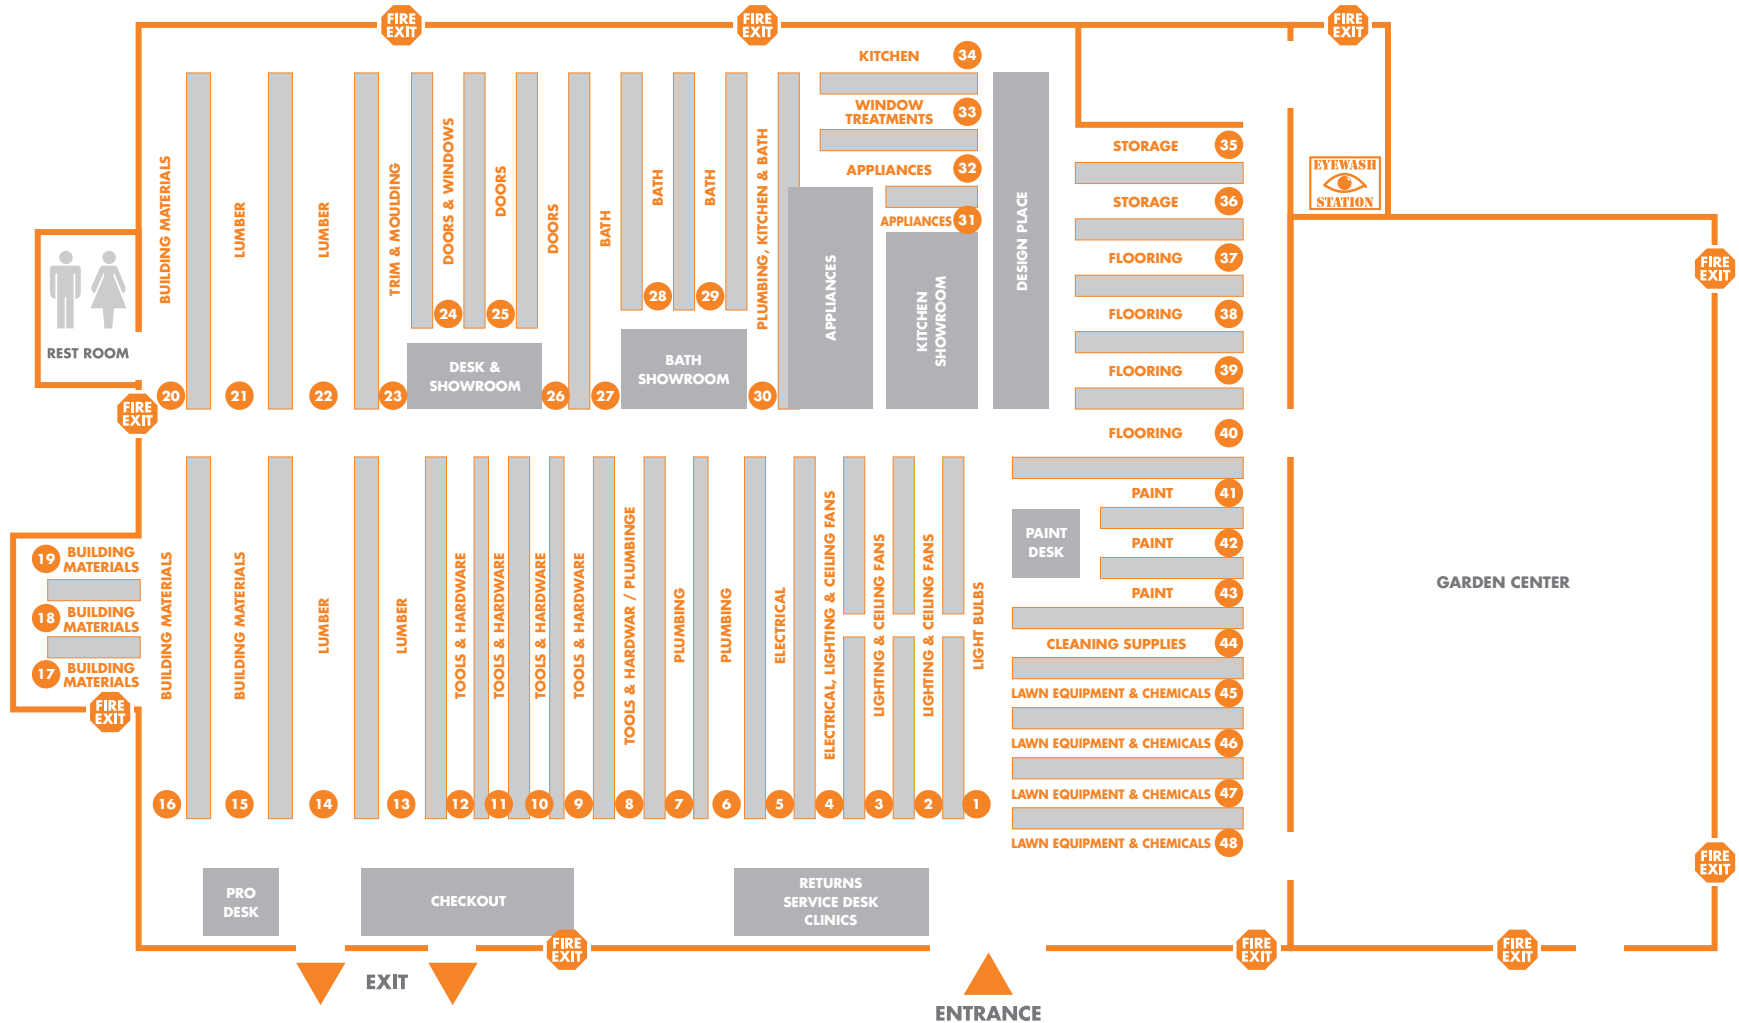 FIRE
EXIT
FIRE
EXIT
FIRE
EXIT
KITCHEN 34
WINDOW
TREATMENTS 33
APPLIANCES 32
APPLIANCES 31
STORAGE 35
STORAGE 36
FLOORING 37
FLOORING 38
FLOORING 39
FLOORING 40
EYEWASH
STATION
FIRE
EXIT
BUILDING MATERIALS
20
LUMBER
21
LUMBER
22
TRIM & MOULDING
23
DOORS & WINDOWS
24
DOORS
25
DOORS
26
BATH
27
BATH
28
BATH
29
PLUMBING, KITCHEN & BATH
30
DESK &
SHOWROOM
BATH
SHOWROOM
APPLIANCES
KITCHEN
SHOWROOM
DESIGN PLACE
REST ROOM
FIRE
EXIT
19 BUILDING
MATERIALS
18 BUILDING
MATERIALS
17 BUILDING
MATERIALS
FIRE
EXIT
BUILDING MATERIALS
16
BUILDING MATERIALS
15
LUMBER
14
LUMBER
13
TOOLS & HARDWARE
12
TOOLS & HARDWARE
11
TOOLS & HARDWARE
10
TOOLS & HARDWARE
9
TOOLS & HARDWAR / PLUMBINGE
8
PLUMBING
7
PLUMBING
6
ELECTRICAL
5
ELECTRICAL, LIGHTING & CEILING FANS
4
LIGHTING & CEILING FANS
3
LIGHTING & CEILING FANS
2
LIGHT BULBS
1
PAINT 41
PAINT
DESK
PAINT 42
PAINT 43
CLEANING SUPPLIES 44
LAWN EQUIPMENT & CHEMICALS 45
LAWN EQUIPMENT & CHEMICALS 46
LAWN EQUIPMENT & CHEMICALS 47
LAWN EQUIPMENT & CHEMICALS 48
GARDEN CENTER
FIRE
EXIT
PRO
DESK
CHECKOUT
RETURNS
SERVICE DESK
CLINICS
FIRE
EXIT
FIRE
EXIT
FIRE
EXIT
EXIT
ENTRANCE